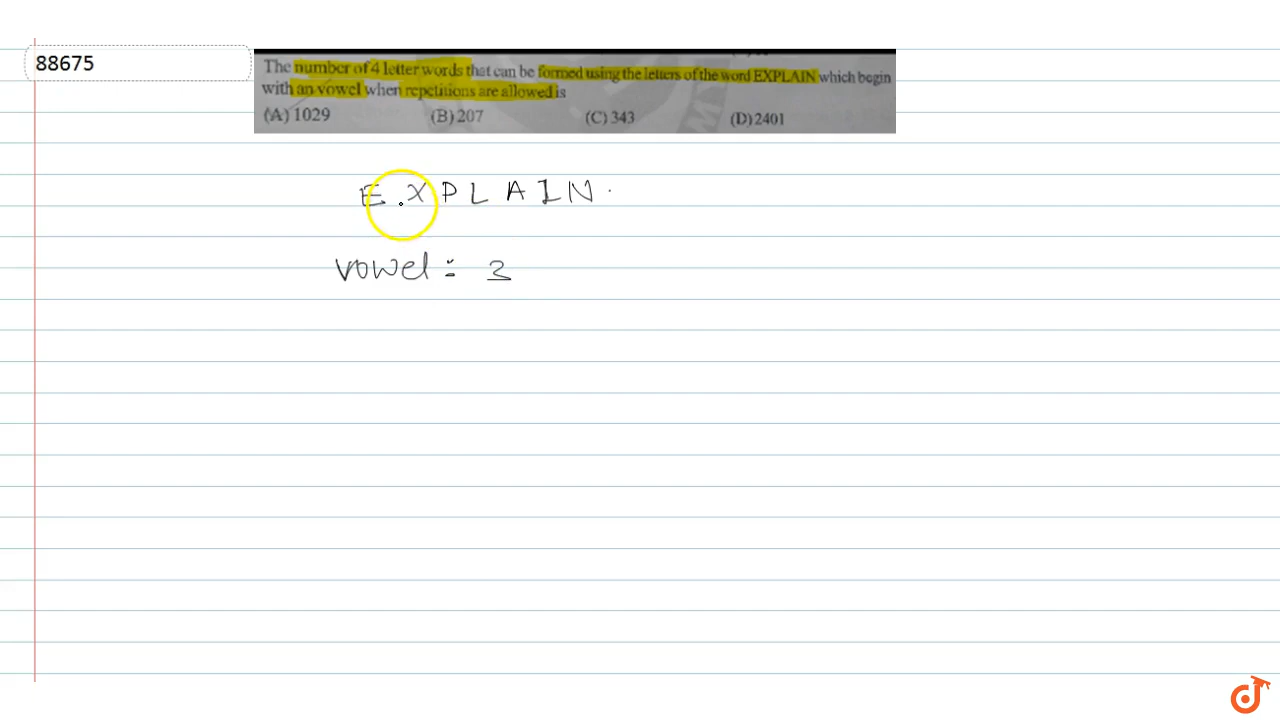 88675
The number of 4 letter words that can be formed using the letters of the word EXPLAIN which begin
with an vowel when repetitions are allowed is
(A) 1029 (B) 207 (C) 343 (D) 2401
E.XPLAIN.
Vowel : 3